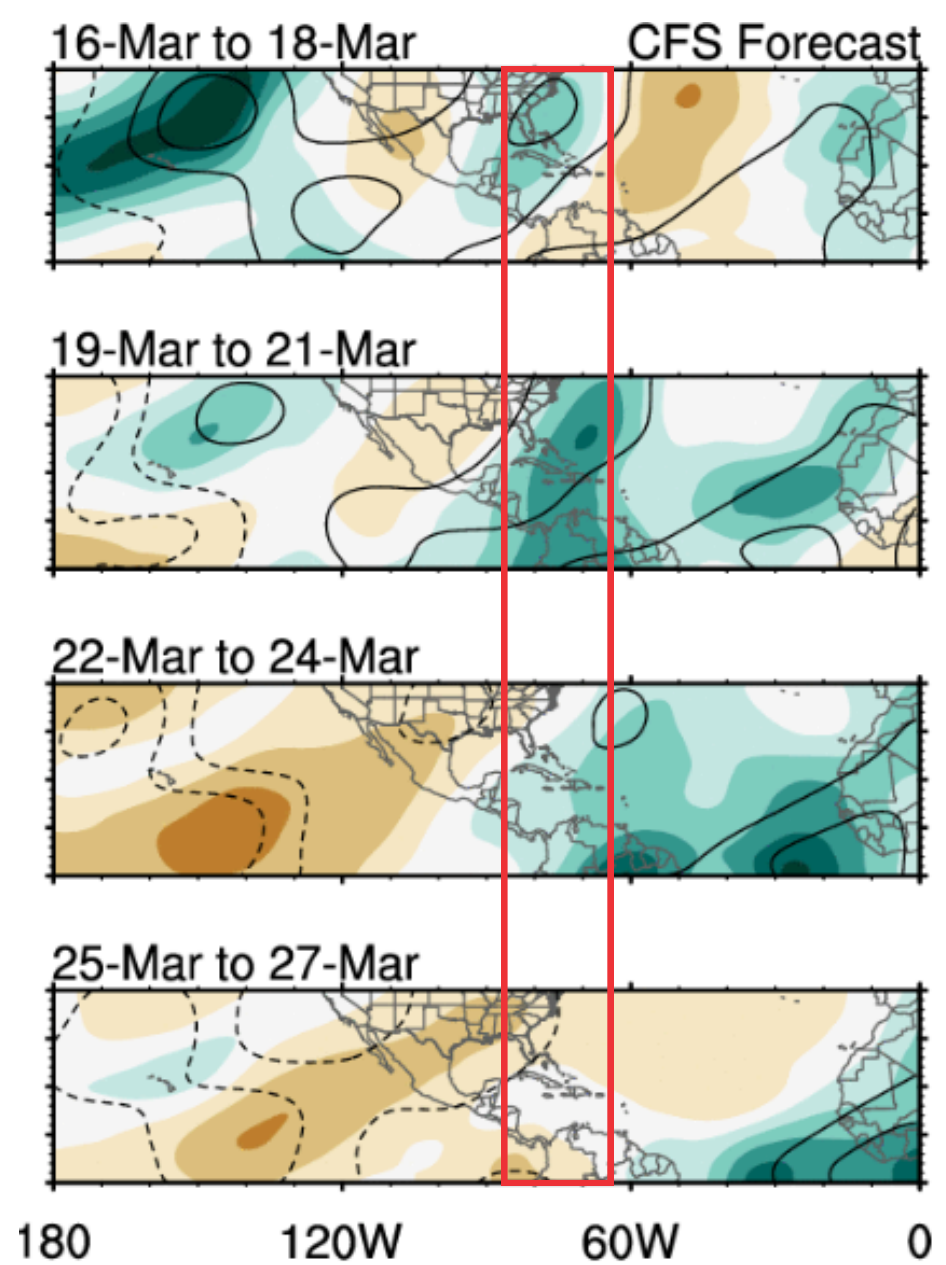 16-Mar to 18-Mar CFS Forecast
19-Mar to 21-Mar
22-Mar to 24-Mar
25-Mar to 27-Mar
180 120W 60W 0